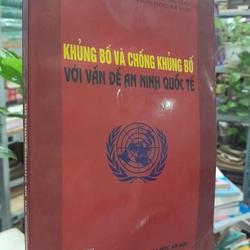 KHỦNG BỐ VÀ CHỐNG KHỦNG BỐ
VỚI VẤN ĐỀ AN NINH QUỐC TẾ